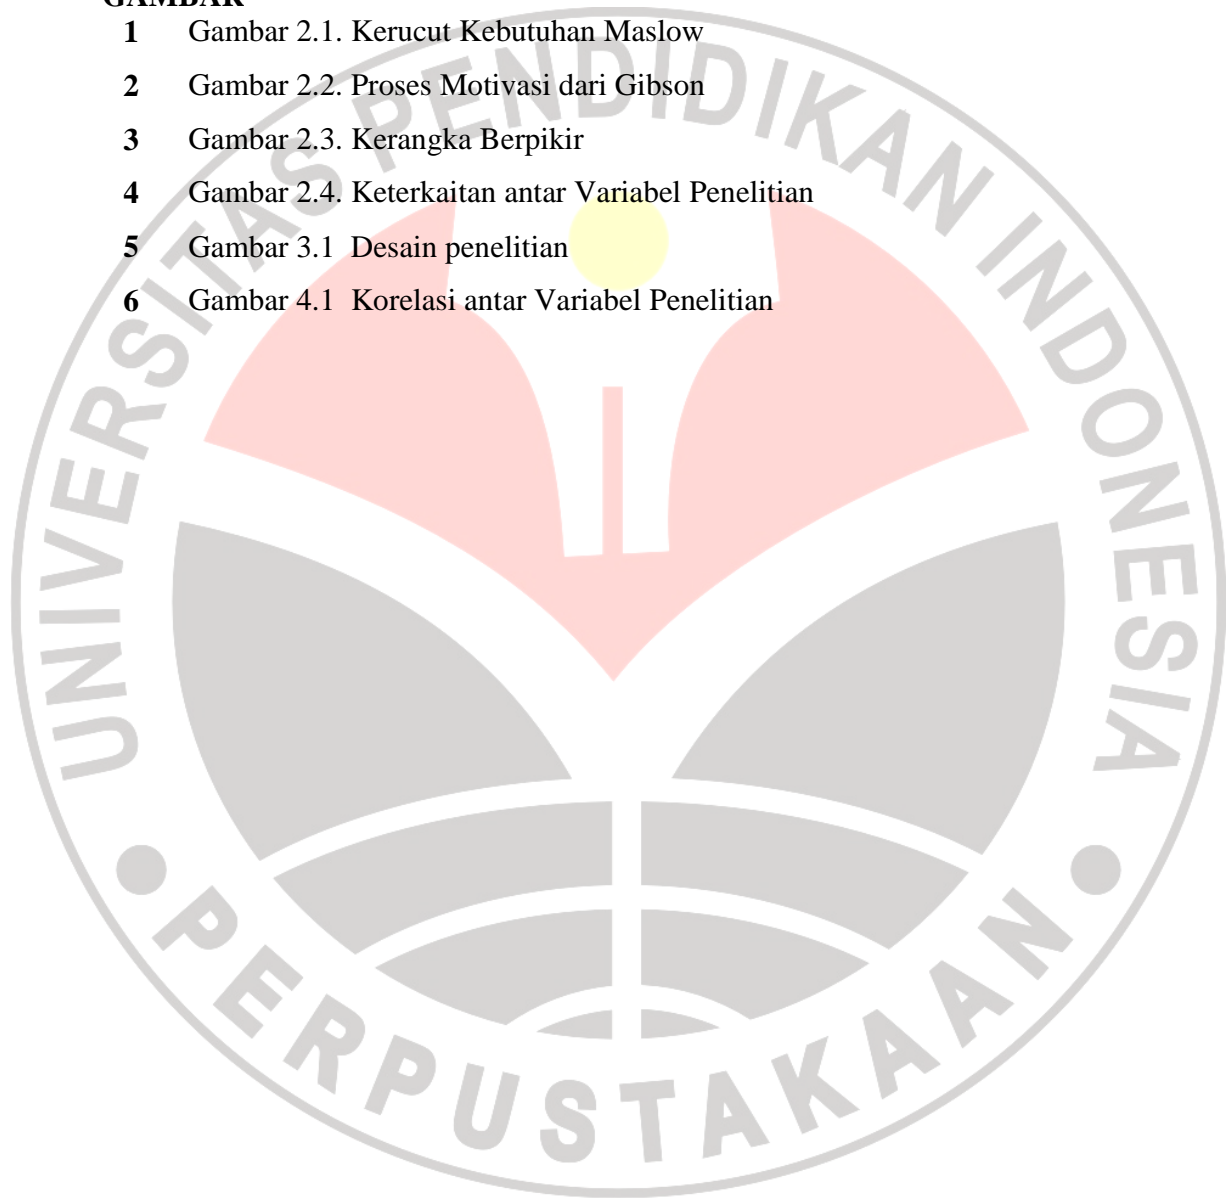 GAMBAR
1 Gambar 2.1. Kerucut Kebutuhan Maslow
2 Gambar 2.2. Proses Motivasi dari Gibson
3 Gambar 2.3. Kerangka Berpikir
4 Gambar 2.4. Keterkaitan antar Variabel Penelitian
5 Gambar 3.1 Desain penelitian
6 Gambar 4.1 Korelasi antar Variabel Penelitian
UNIVERSITAS PENDIDIKAN INDONESIA
PERPUSTAKAAN